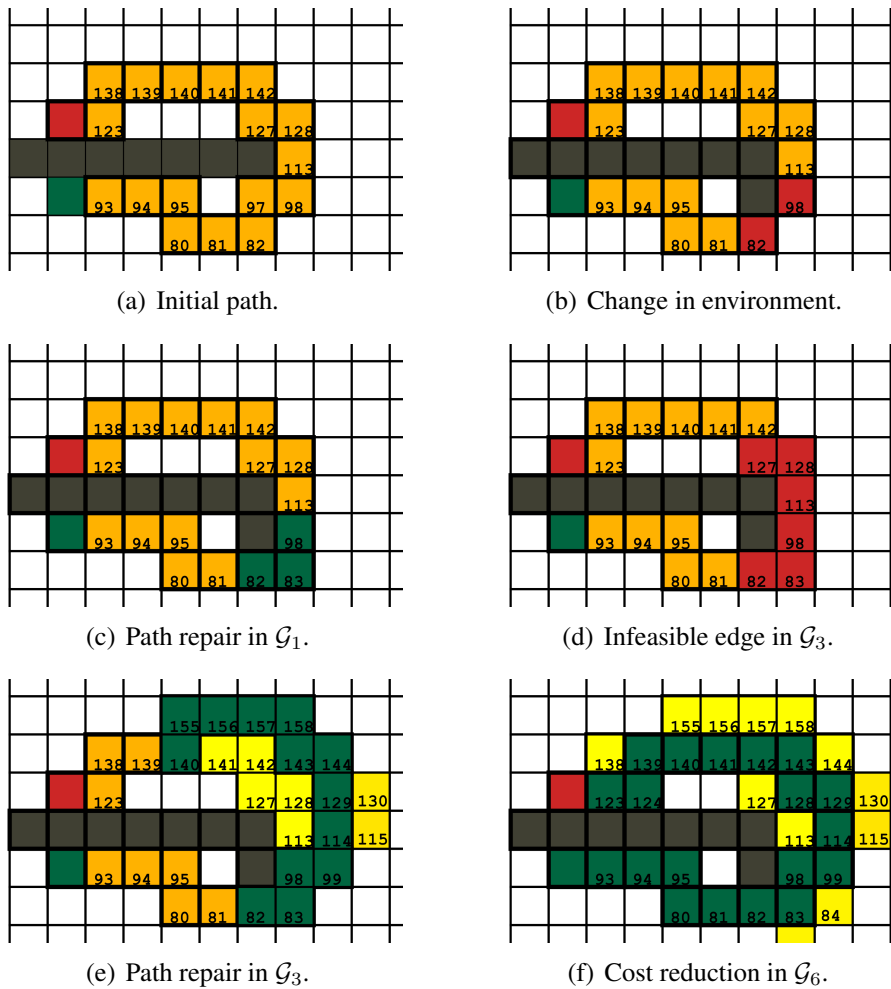 138 139 140 141 142
123 127 128
113
93 94 95 97 98
80 81 82
(a) Initial path.
138 139 140 141 142
123 127 128
113
93 94 95 98
80 81 82
(b) Change in environment.
138 139 140 141 142
123 127 128
113
93 94 95 98
80 81 82 83
(c) Path repair in 𝒢₁.
138 139 140 141 142
123 127 128
113
93 94 95 98
80 81 82 83
(d) Infeasible edge in 𝒢₃.
155 156 157 158
138 139 140 141 142 143 144
123 127 128 129 130
113 114 115
93 94 95 98 99
80 81 82 83
(e) Path repair in 𝒢₃.
155 156 157 158
138 139 140 141 142 143 144
123 124 127 128 129 130
113 114 115
93 94 95 98 99
80 81 82 83 84
(f) Cost reduction in 𝒢₆.